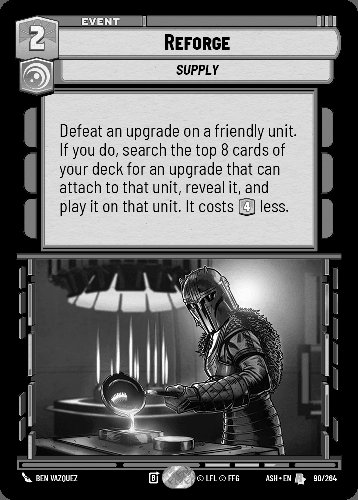 EVENT
2
REFORGE
SUPPLY
Defeat an upgrade on a friendly unit.
If you do, search the top 8 cards of
your deck for an upgrade that can
attach to that unit, reveal it, and
play it on that unit. It costs 4 less.
BEN VAZQUEZ
© LFL © FFG
ASH • EN
90/264